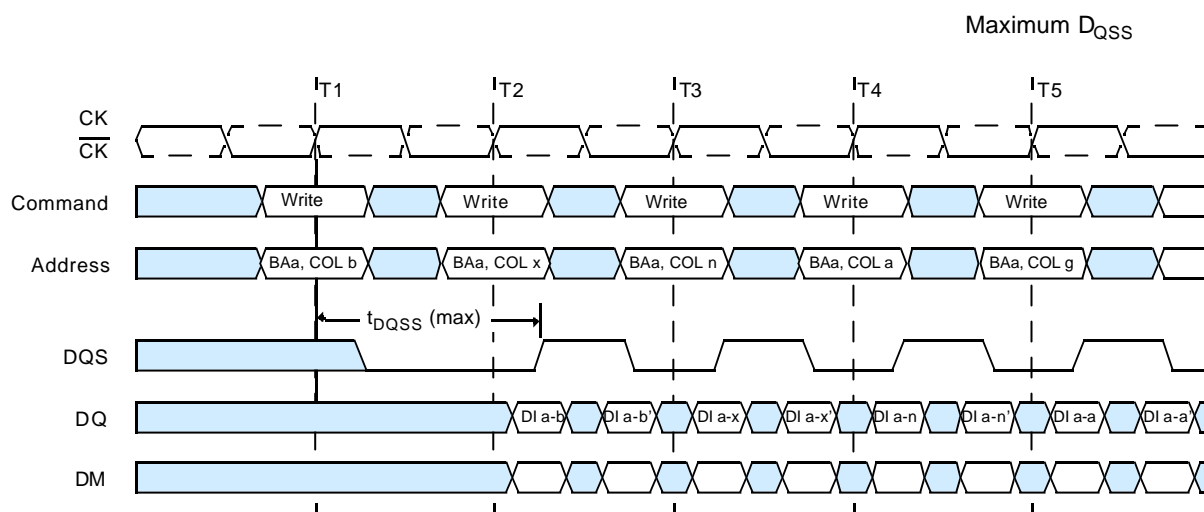 Maximum DQSS
T1 T2 T3 T4 T5
CK
CK
Command Write Write Write Write Write
Address BAa, COL b BAa, COL x BAa, COL n BAa, COL a BAa, COL g
tDQSS (max)
DQS
DQ DI a-b DI a-b' DI a-x DI a-x' DI a-n DI a-n' DI a-a DI a-a'
DM